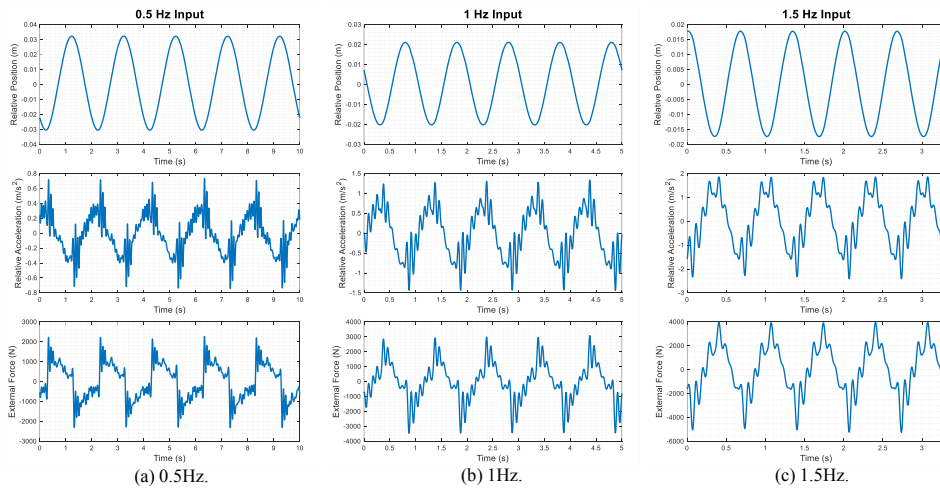 0.5 Hz Input
0.04
0.03
0.02
0.01
0
-0.01
-0.02
-0.03
-0.04
Relative Position (m)
0 1 2 3 4 5 6 7 8 9 10
Time (s)
0.8
0.6
0.4
0.2
0
-0.2
-0.4
-0.6
-0.8
Relative Acceleration (m/s²)
0 1 2 3 4 5 6 7 8 9 10
Time (s)
3000
2000
1000
0
-1000
-2000
-3000
External Force (N)
0 1 2 3 4 5 6 7 8 9 10
Time (s)
(a) 0.5Hz.
1 Hz Input
0.03
0.02
0.01
0
-0.01
-0.02
-0.03
Relative Position (m)
0 0.5 1 1.5 2 2.5 3 3.5 4 4.5 5
Time (s)
1.5
1
0.5
0
-0.5
-1
-1.5
Relative Acceleration (m/s²)
0 0.5 1 1.5 2 2.5 3 3.5 4 4.5 5
Time (s)
4000
3000
2000
1000
0
-1000
-2000
-3000
-4000
External Force (N)
0 0.5 1 1.5 2 2.5 3 3.5 4 4.5 5
Time (s)
(b) 1Hz.
1.5 Hz Input
0.02
0.015
0.01
0.005
0
-0.005
-0.01
-0.015
-0.02
Relative Position (m)
0 0.5 1 1.5 2 2.5 3
Time (s)
2
1
0
-1
-2
-3
Relative Acceleration (m/s²)
0 0.5 1 1.5 2 2.5 3
Time (s)
4000
2000
0
-2000
-4000
-6000
External Force (N)
0 0.5 1 1.5 2 2.5 3
Time (s)
(c) 1.5Hz.